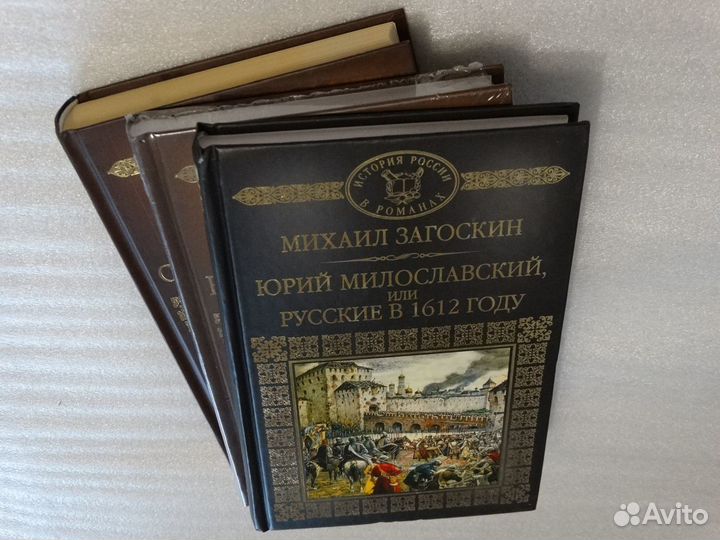 ИСТОРИЯ РОССИИ
В РОМАНАХ
МИХАИЛ ЗАГОСКИН
ЮРИЙ МИЛОСЛАВСКИЙ,
ИЛИ
РУССКИЕ В 1612 ГОДУ
Avito